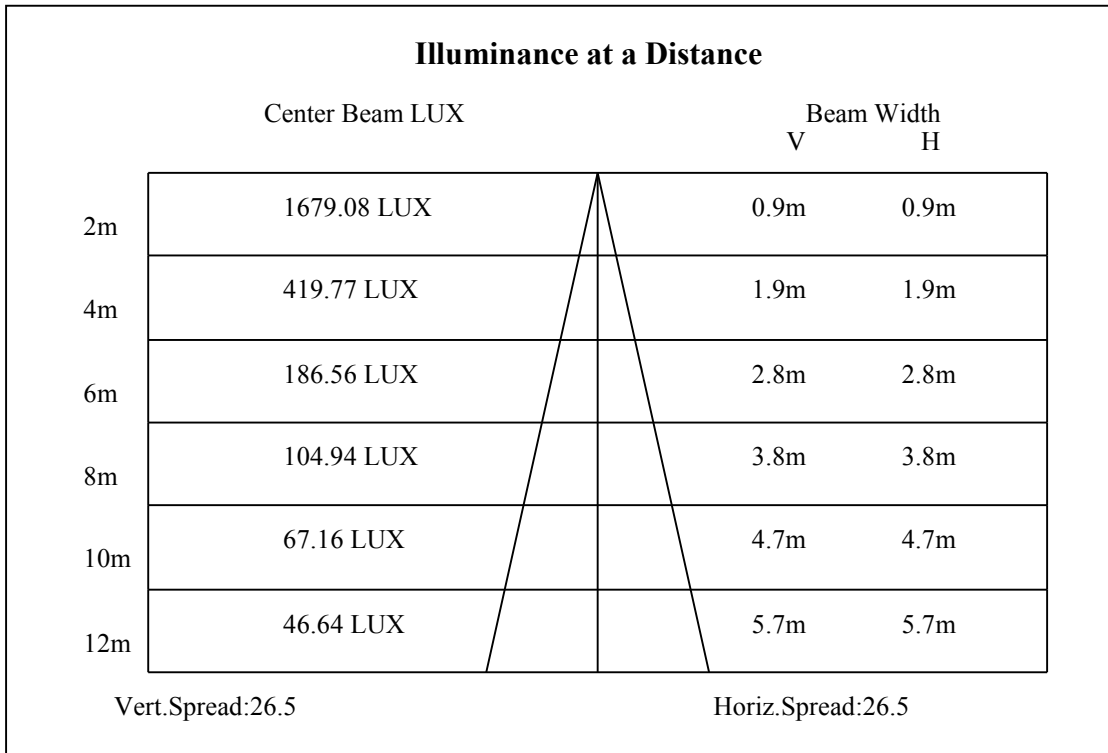 Illuminance at a Distance
Center Beam LUX Beam Width
V H
2m 1679.08 LUX 0.9m 0.9m
4m 419.77 LUX 1.9m 1.9m
6m 186.56 LUX 2.8m 2.8m
8m 104.94 LUX 3.8m 3.8m
10m 67.16 LUX 4.7m 4.7m
12m 46.64 LUX 5.7m 5.7m
Vert.Spread:26.5 Horiz.Spread:26.5